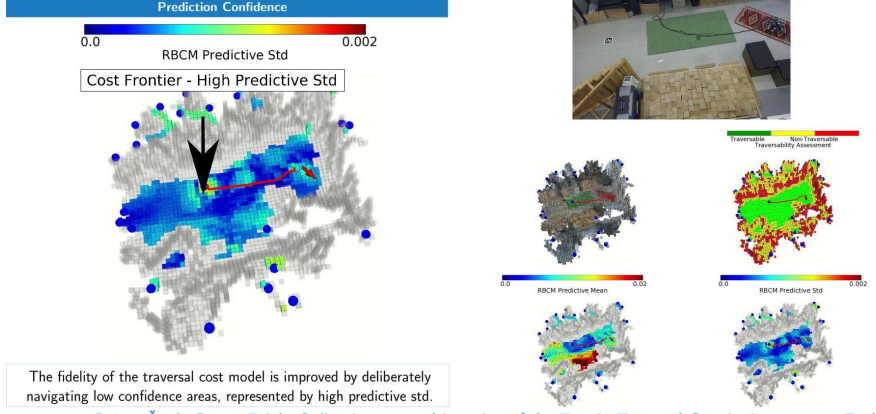 Prediction Confidence
0.0 0.002
RBCM Predictive Std
Cost Frontier - High Predictive Std
The fidelity of the traversal cost model is improved by deliberately
navigating low confidence areas, represented by high predictive std.
Traversable Non-Traversable
Traversability Assessment
0.0 RBCM Predictive Mean 0.02
0.0 RBCM Predictive Std 0.002